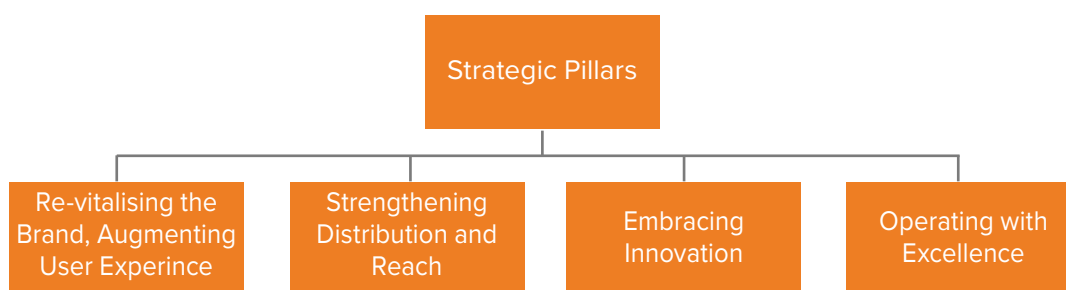 Strategic Pillars
Re-vitalising the
Brand, Augmenting
User Experince
Strengthening
Distribution and
Reach
Embracing
Innovation
Operating with
Excellence